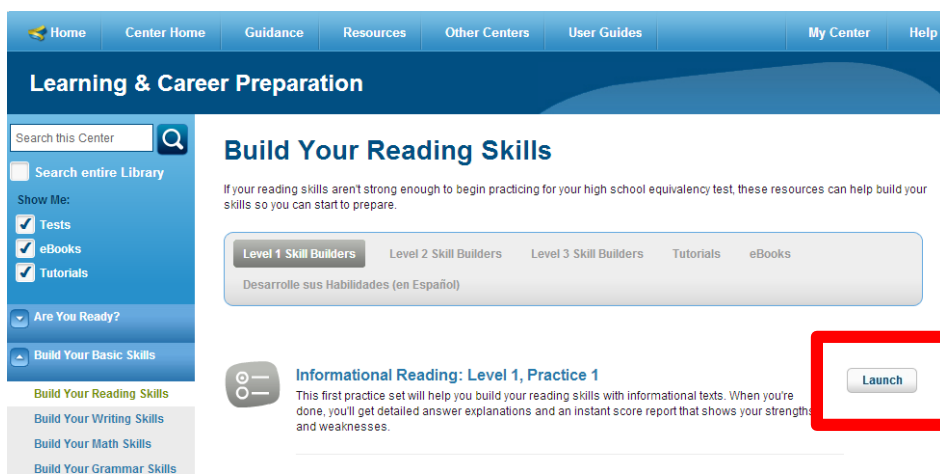 Home Center Home Guidance Resources Other Centers User Guides My Center Help
Learning & Career Preparation
Search this Center
Search entire Library
Show Me:
Tests
eBooks
Tutorials
Are You Ready?
Build Your Basic Skills
Build Your Reading Skills
Build Your Writing Skills
Build Your Math Skills
Build Your Grammar Skills
Build Your Reading Skills
If your reading skills aren't strong enough to begin practicing for your high school equivalency test, these resources can help build your
skills so you can start to prepare.
Level 1 Skill Builders Level 2 Skill Builders Level 3 Skill Builders Tutorials eBooks
Desarrolle sus Habilidades (en Español)
Informational Reading: Level 1, Practice 1
This first practice set will help you build your reading skills with informational texts. When you're
done, you'll get detailed answer explanations and an instant score report that shows your strengths
and weaknesses.
Launch